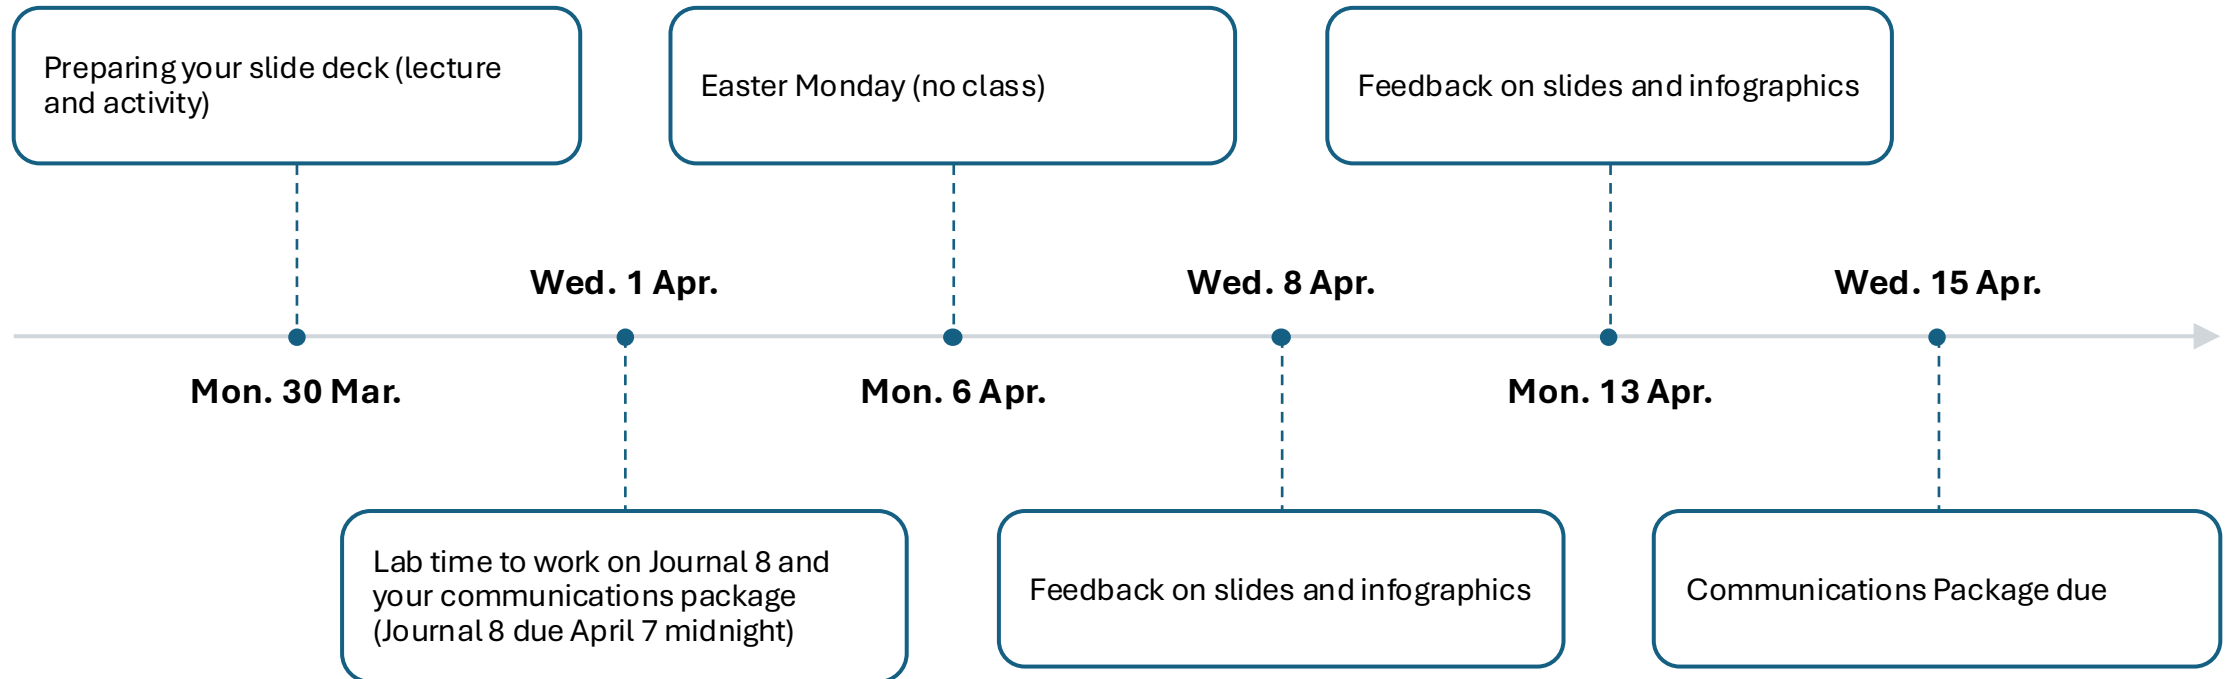 Preparing your slide deck (lecture
and activity)
Easter Monday (no class)
Feedback on slides and infographics
Wed. 1 Apr.
Wed. 8 Apr.
Wed. 15 Apr.
Mon. 30 Mar.
Mon. 6 Apr.
Mon. 13 Apr.
Lab time to work on Journal 8 and
your communications package
(Journal 8 due April 7 midnight)
Feedback on slides and infographics
Communications Package due